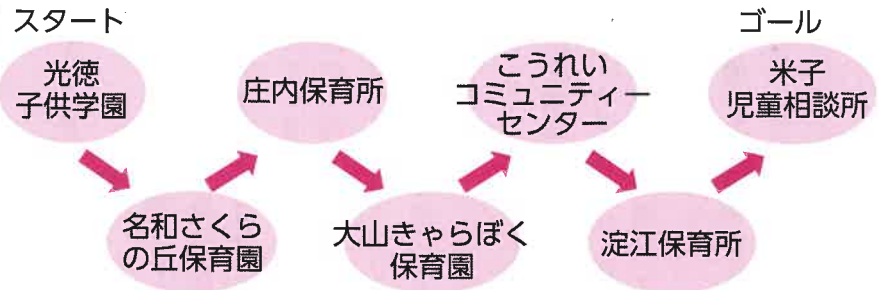 スタート
光徳
子供学園
名和さくら
の丘保育園
庄内保育所
大山きゃらぼく
保育園
こうれい
コミュニティー
センター
淀江保育所
ゴール
米子
児童相談所